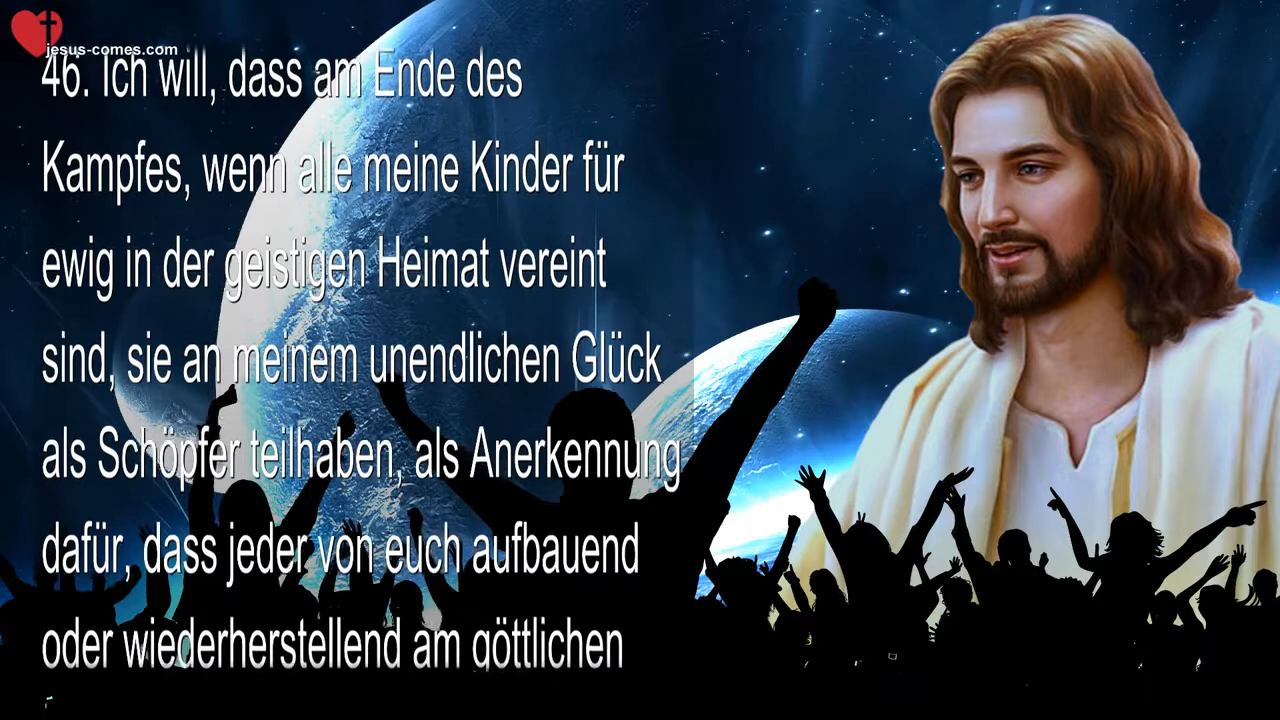 jesus-comes.com
46. Ich will, dass am Ende des
Kampfes, wenn alle meine Kinder für
ewig in der geistigen Heimat vereint
sind, sie an meinem unendlichen Glück
als Schöpfer teilhaben, als Anerkennung
dafür, dass jeder von euch aufbauend
oder wiederherstellend am göttlichen